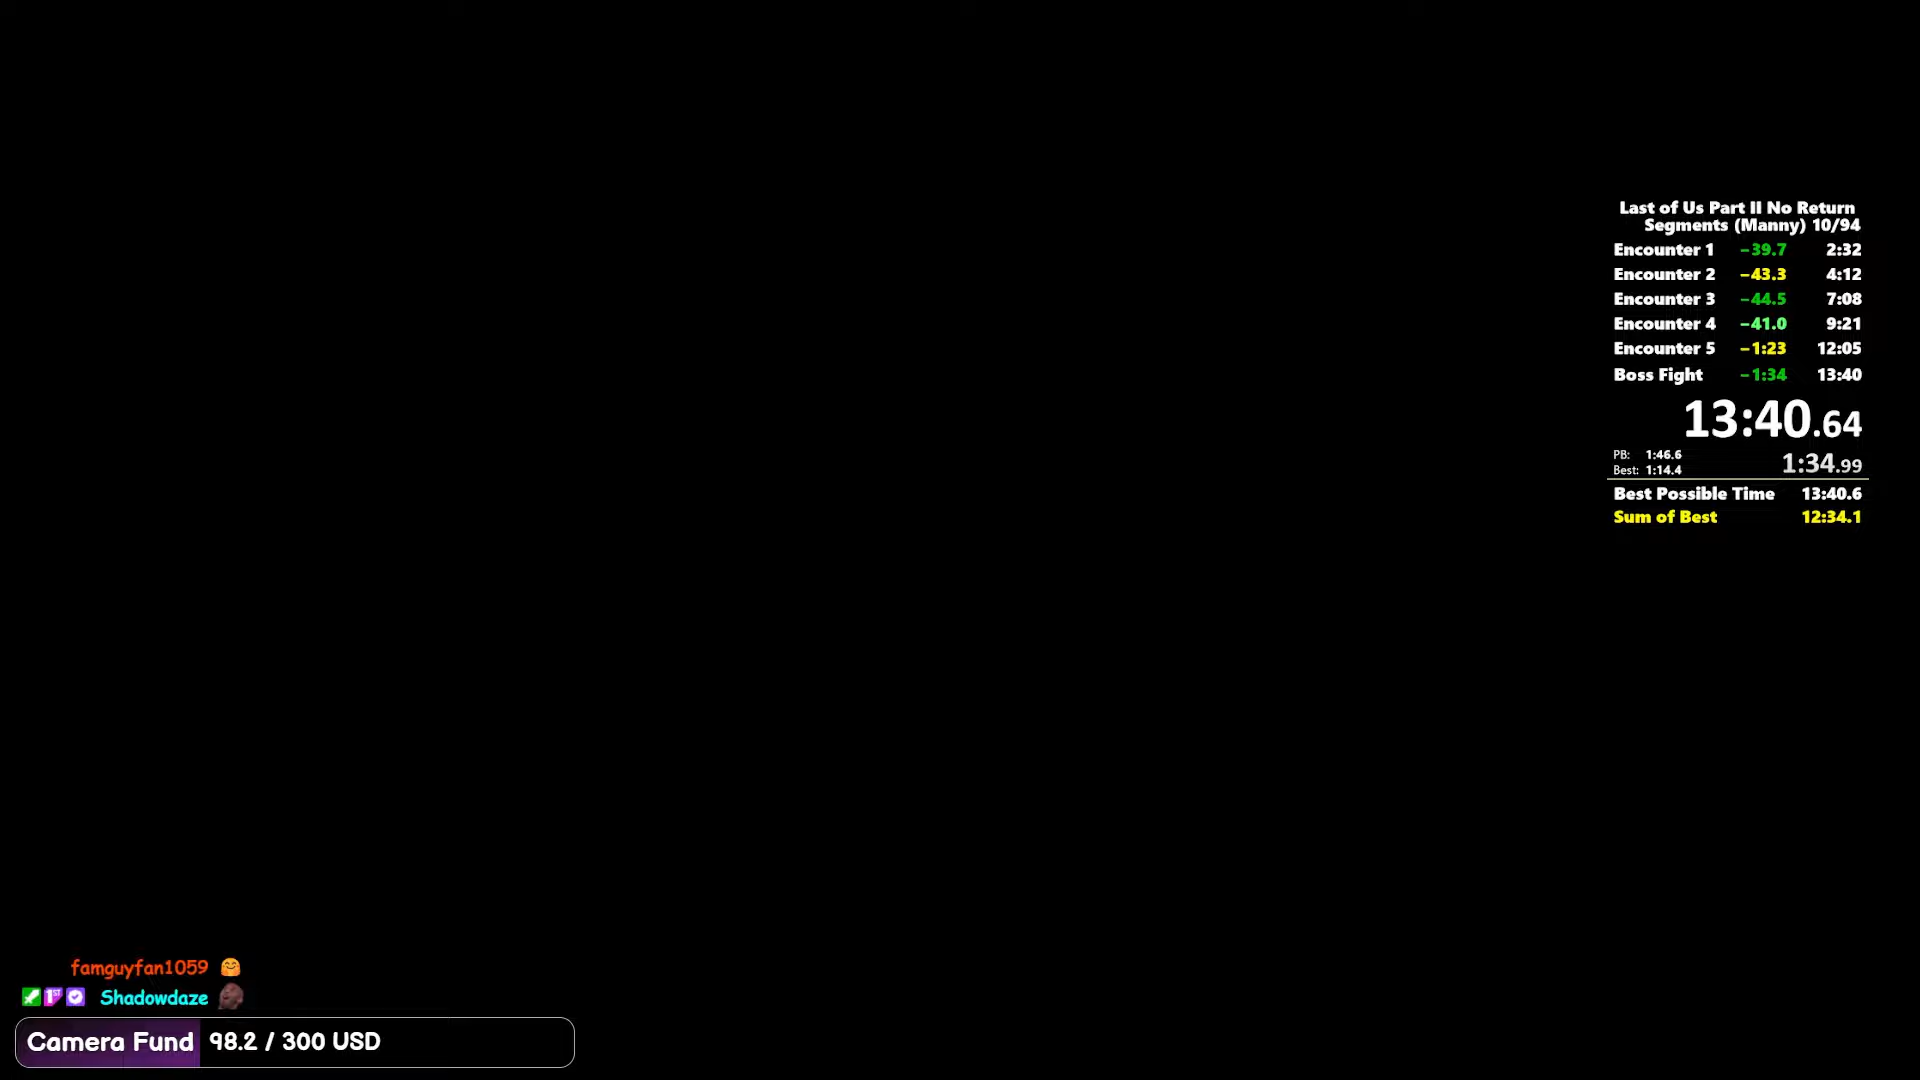 Last of Us Part II No Return
Segments (Manny) 10/94
Encounter 1 -39.7 2:32
Encounter 2 -43.3 4:12
Encounter 3 -44.5 7:08
Encounter 4 -41.0 9:21
Encounter 5 -1:23 12:05
Boss Fight -1:34 13:40
13:40.64
PB: 1:46.6
Best: 1:14.4
1:34.99
Best Possible Time 13:40.6
Sum of Best 12:34.1
famguyfan1059
1ST Shadowdaze
Camera Fund 98.2 / 300 USD